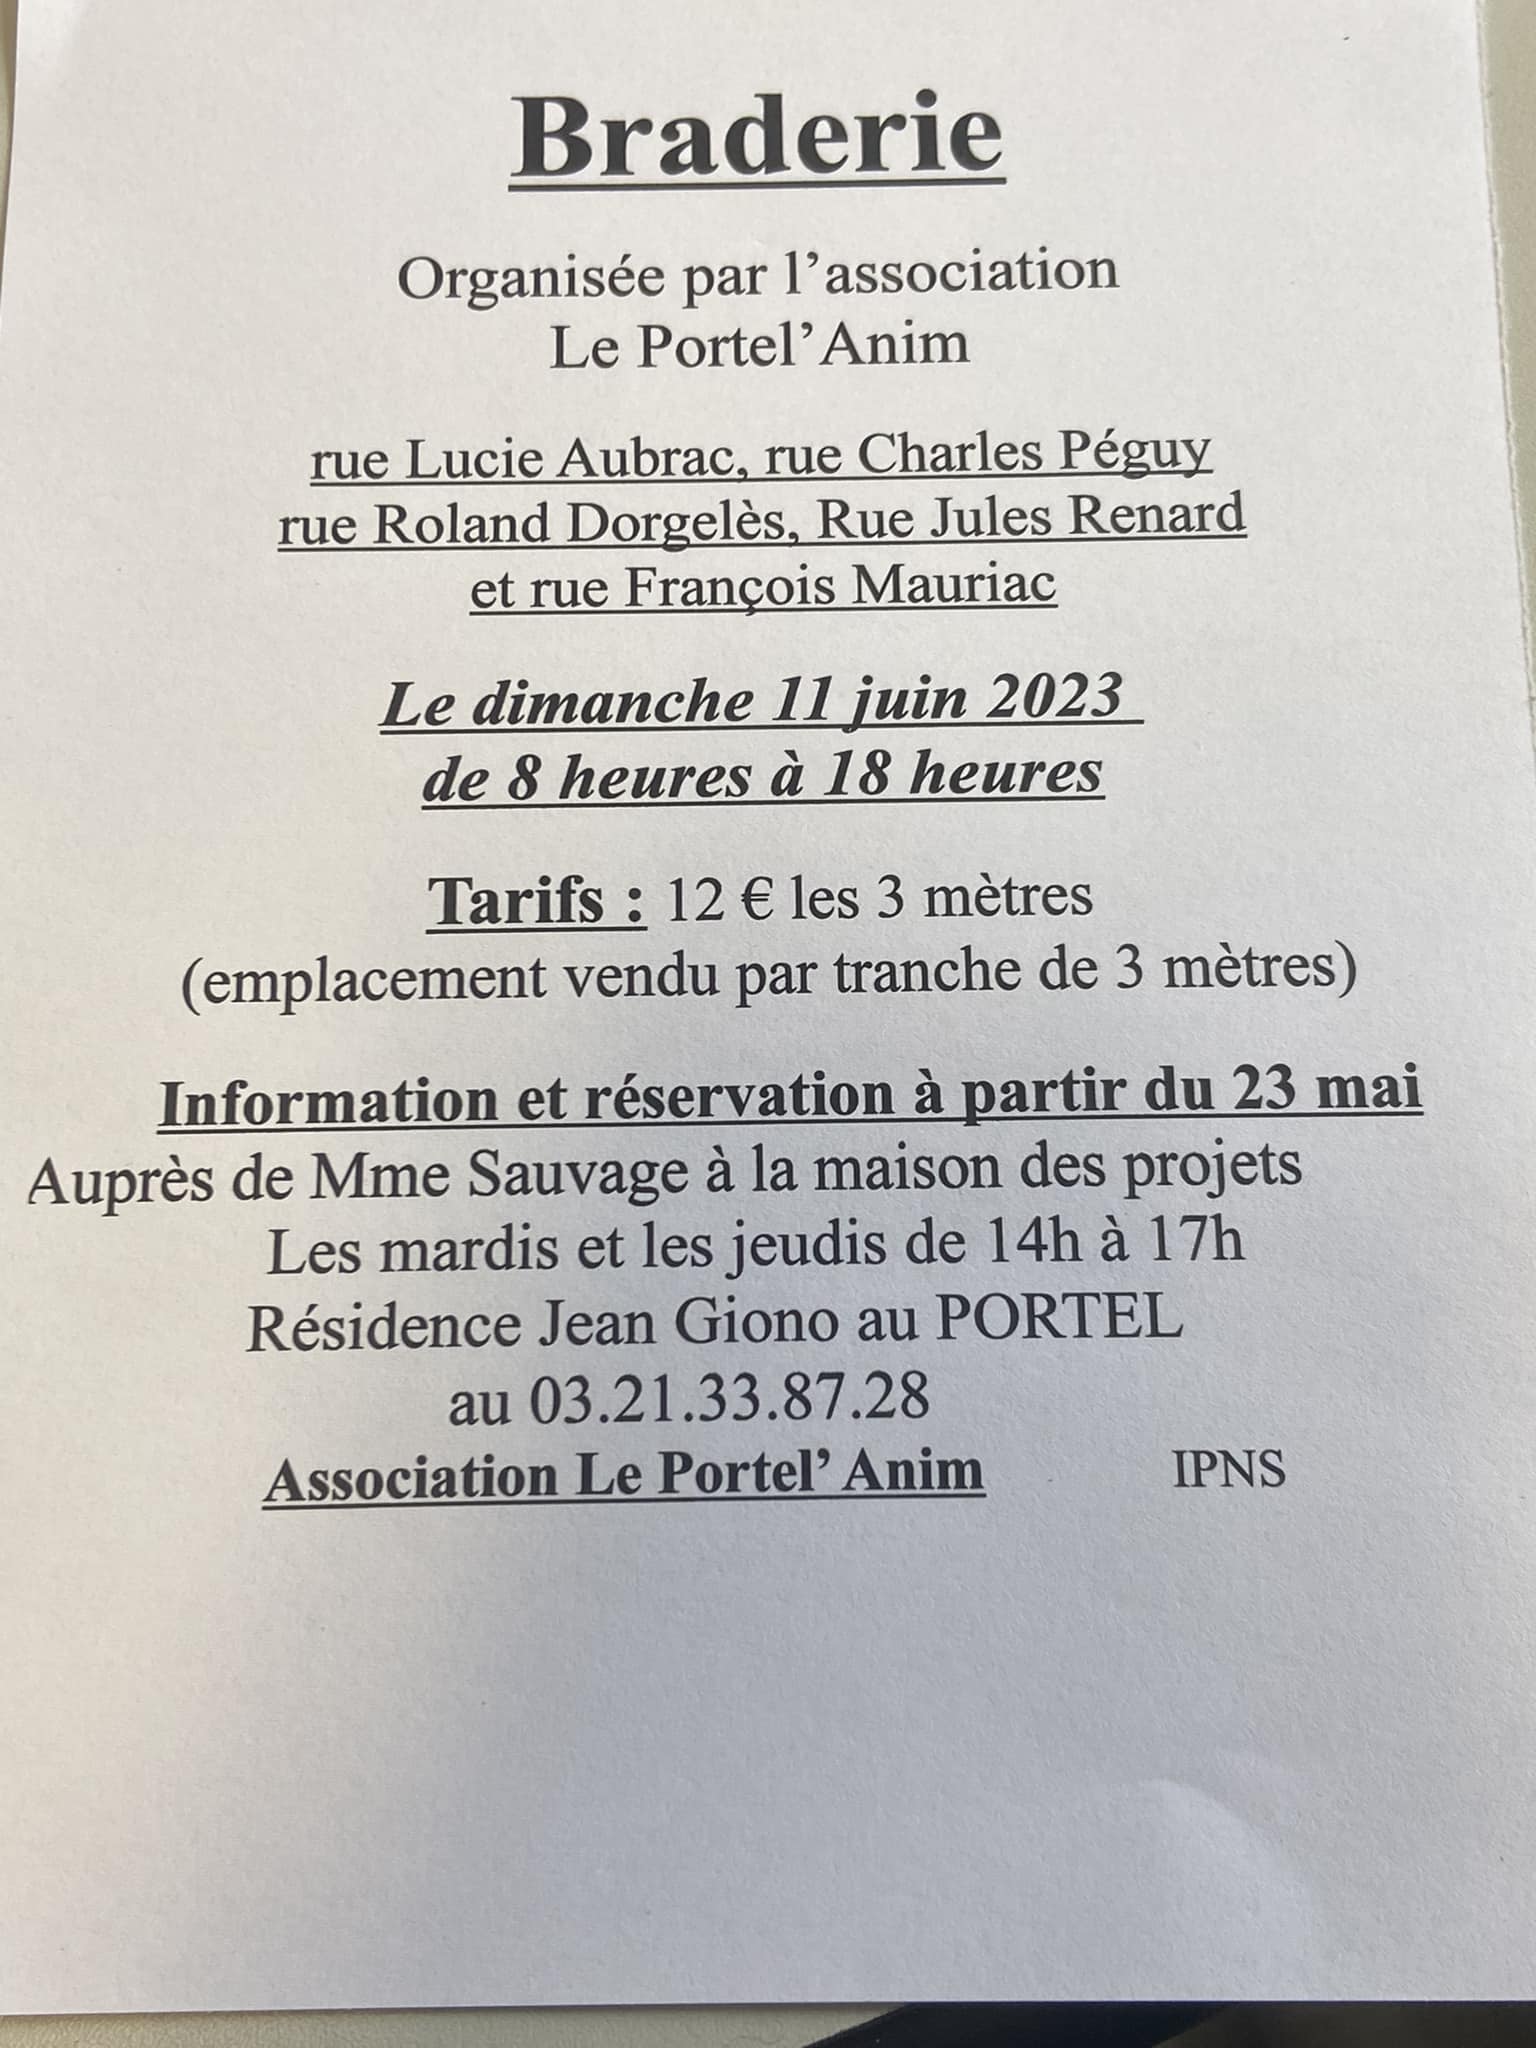 Braderie
Organisée par l’association
Le Portel’Anim
rue Lucie Aubrac, rue Charles Péguy
rue Roland Dorgelès, Rue Jules Renard
et rue François Mauriac
Le dimanche 11 juin 2023
de 8 heures à 18 heures
Tarifs : 12 € les 3 mètres
(emplacement vendu par tranche de 3 mètres)
Information et réservation à partir du 23 mai
Auprès de Mme Sauvage à la maison des projets
Les mardis et les jeudis de 14h à 17h
Résidence Jean Giono au PORTEL
au 03.21.33.87.28
Association Le Portel’ Anim IPNS